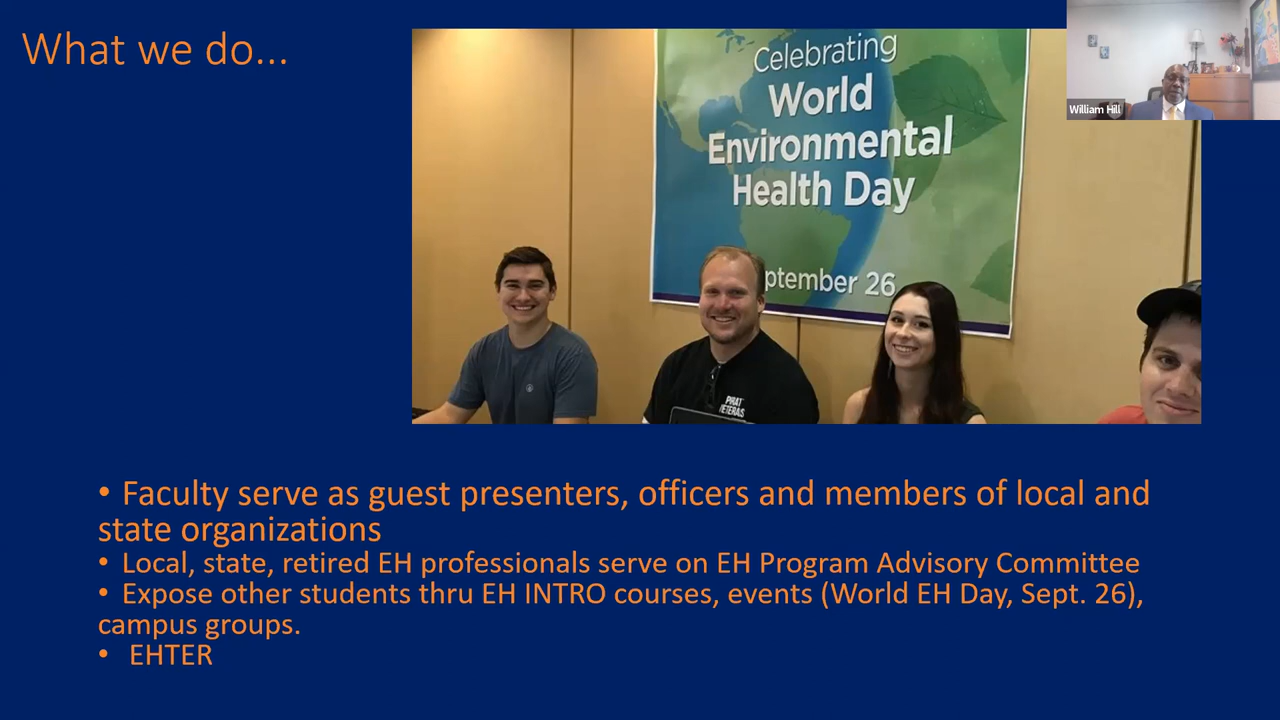 What we do...
Celebrating
World
Environmental
Health Day
ptember 26
William Hill
PHAT
ETERAS
• Faculty serve as guest presenters, officers and members of local and
state organizations
• Local, state, retired EH professionals serve on EH Program Advisory Committee
• Expose other students thru EH INTRO courses, events (World EH Day, Sept. 26),
campus groups.
• EHTER